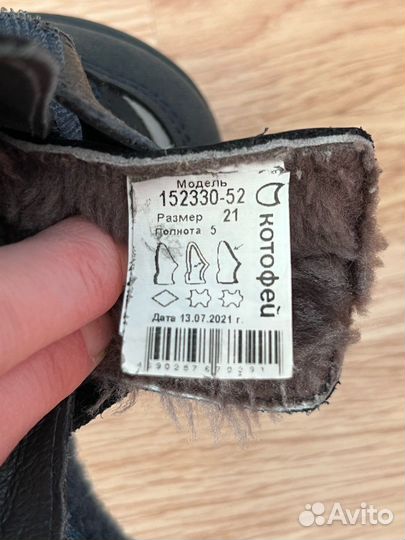 Модель
152330-52
Размер 21
Полнота 5
Дата 13.07.2021 г.
котофей
Avito